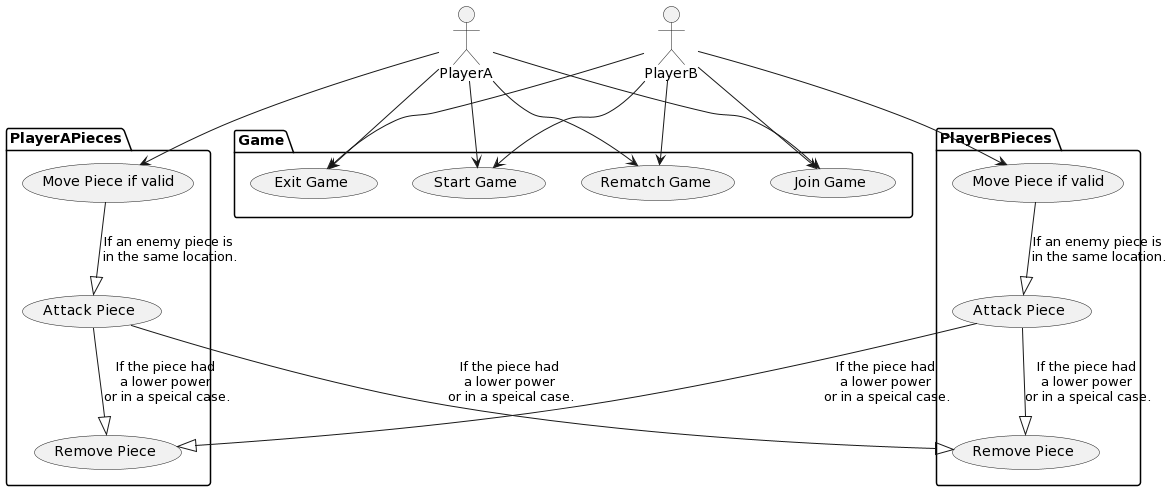 PlayerA
PlayerB
PlayerAPieces
Game
PlayerBPieces
Move Piece if valid
Exit Game
Start Game
Rematch Game
Join Game
Move Piece if valid
If an enemy piece is
in the same location.
If an enemy piece is
in the same location.
Attack Piece
Attack Piece
If the piece had
a lower power
or in a speical case.
If the piece had
a lower power
or in a speical case.
If the piece had
a lower power
or in a speical case.
If the piece had
a lower power
or in a speical case.
Remove Piece
Remove Piece